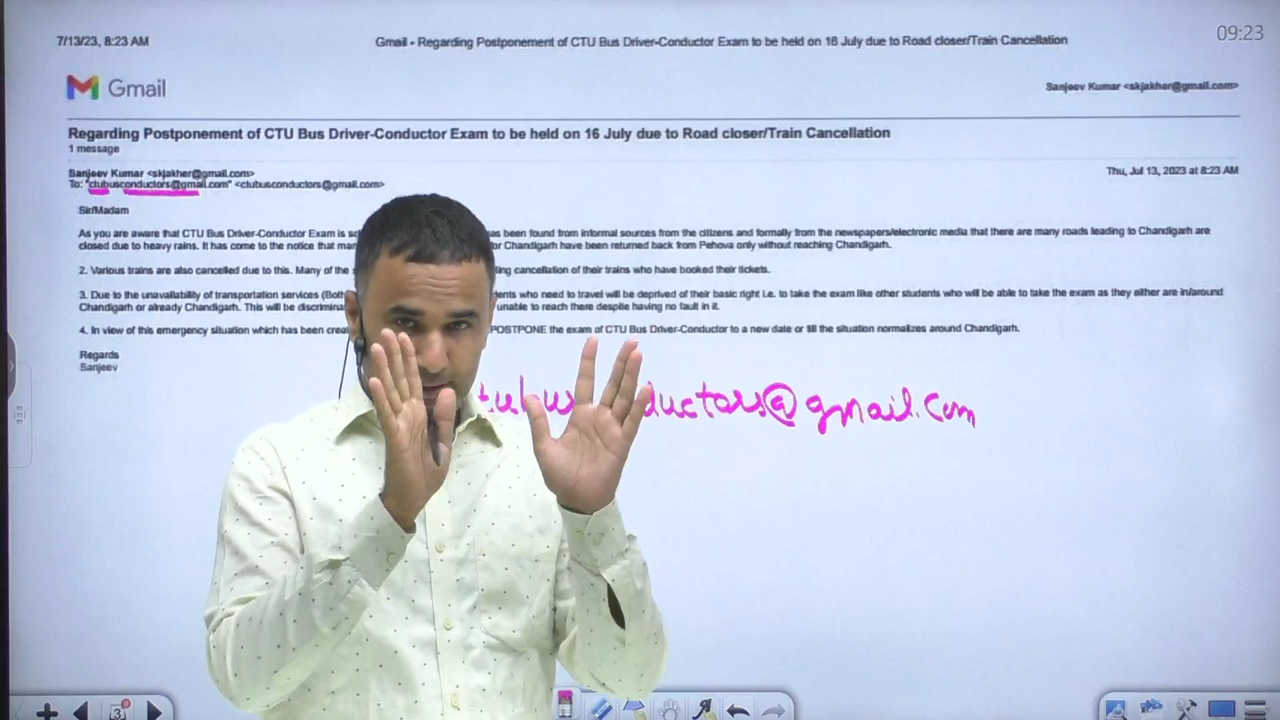 7/13/23, 8:23 AM
Gmail - Regarding Postponement of CTU Bus Driver-Conductor Exam to be held on 16 July due to Road closer/Train Cancellation
09:23
Gmail
Sanjeev Kumar <skjakher@gmail.com>
Regarding Postponement of CTU Bus Driver-Conductor Exam to be held on 16 July due to Road closer/Train Cancellation
1 message
Sanjeev Kumar <skjakher@gmail.com>
Thu, Jul 13, 2023 at 8:23 AM
To: "ctubusconductors@gmail.com" <ctubusconductors@gmail.com>
Sir/Madam
As you are aware that CTU Bus Driver-Conductor Exam is has been found from informal sources from the citizens and formally from the newspapers/electronic media that there are many roads leading to Chandigarh are
closed due to heavy rains. It has come to the notice that Chandigarh have been returned back from Pehova only without reaching Chandigarh.
2. Various trains are also cancelled due to this. Many of the cancellation of their trains who have booked their tickets.
3. Due to the unavailability of transportation services who need to travel will be deprived of their basic right i.e. to take the exam like other students who will be able to take the exam as they either are in/around
Chandigarh or already Chandigarh. This will be unable to reach there despite having no fault in it.
4. In view of this emergency situation which has been POSTPONE the exam of CTU Bus Driver-Conductor to a new date or till the situation normalizes around Chandigarh.
Regards
Sanjeev
tubus ductors@gmail.com
3